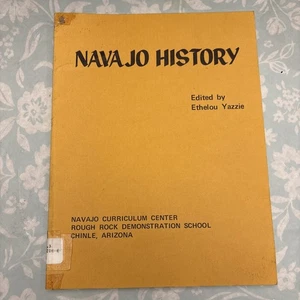 NAVAJO HISTORY
Edited by
Ethelou Yazzie
NAVAJO CURRICULUM CENTER
ROUGH ROCK DEMONSTRATION SCHOOL
CHINLE, ARIZONA